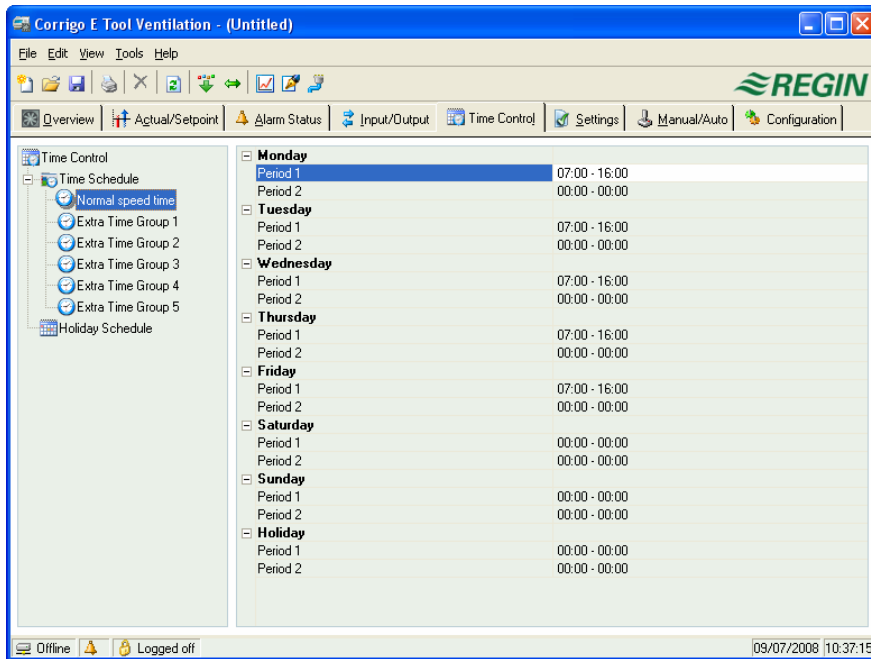 Corrigo E Tool Ventilation - (Untitled)
File Edit View Tools Help
REGIN
Overview Actual/Setpoint Alarm Status Input/Output Time Control Settings Manual/Auto Configuration
Time Control
Time Schedule
Normal speed time
Extra Time Group 1
Extra Time Group 2
Extra Time Group 3
Extra Time Group 4
Extra Time Group 5
Holiday Schedule
Monday
Period 1 07:00 - 16:00
Period 2 00:00 - 00:00
Tuesday
Period 1 07:00 - 16:00
Period 2 00:00 - 00:00
Wednesday
Period 1 07:00 - 16:00
Period 2 00:00 - 00:00
Thursday
Period 1 07:00 - 16:00
Period 2 00:00 - 00:00
Friday
Period 1 07:00 - 16:00
Period 2 00:00 - 00:00
Saturday
Period 1 00:00 - 00:00
Period 2 00:00 - 00:00
Sunday
Period 1 00:00 - 00:00
Period 2 00:00 - 00:00
Holiday
Period 1 00:00 - 00:00
Period 2 00:00 - 00:00
Offline Logged off 09/07/2008 10:37:15